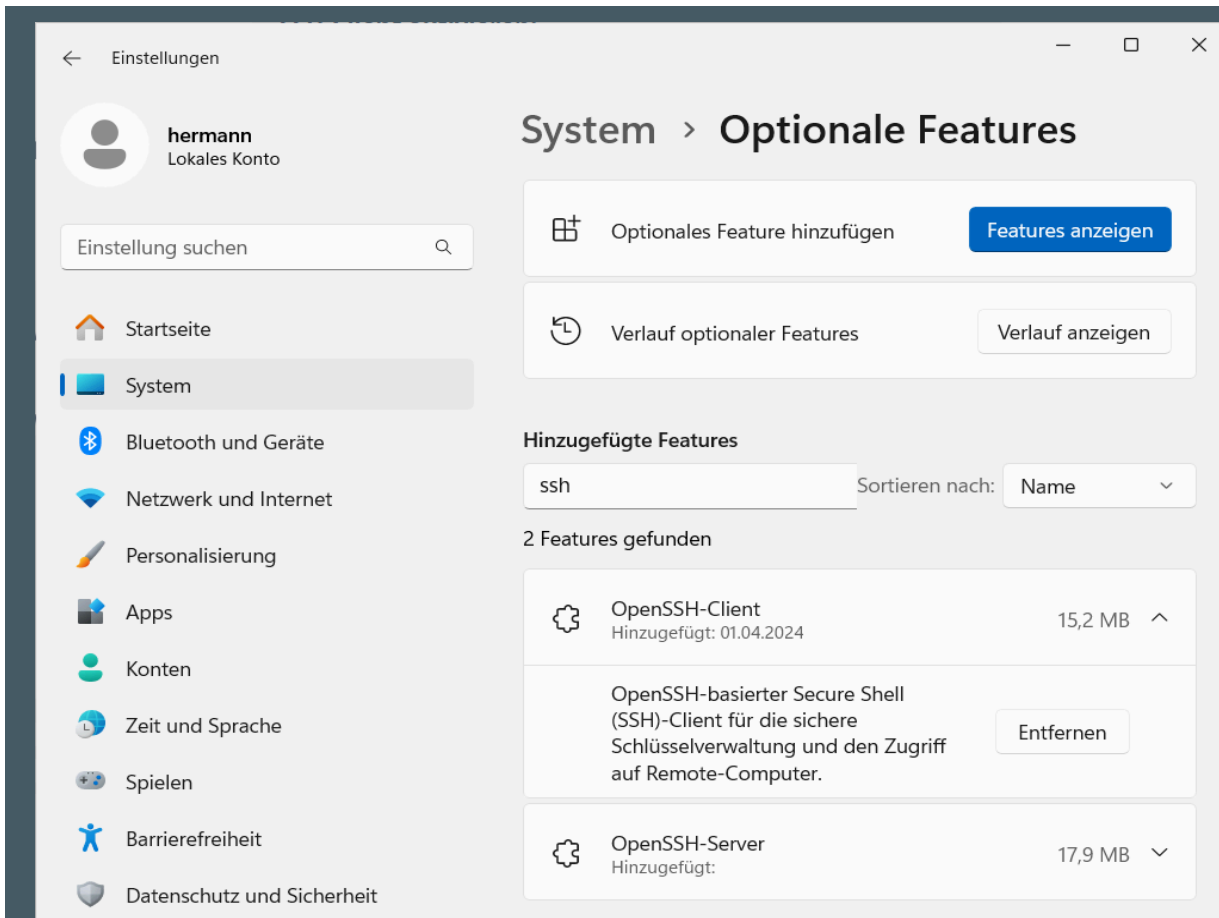 Einstellungen
hermann
Lokales Konto
Einstellung suchen
Startseite
System
Bluetooth und Geräte
Netzwerk und Internet
Personalisierung
Apps
Konten
Zeit und Sprache
Spielen
Barrierefreiheit
Datenschutz und Sicherheit
System > Optionale Features
Optionales Feature hinzufügen
Features anzeigen
Verlauf optionaler Features
Verlauf anzeigen
Hinzugefügte Features
ssh
Sortieren nach: Name
2 Features gefunden
OpenSSH-Client
Hinzugefügt: 01.04.2024
15,2 MB
OpenSSH-basierter Secure Shell
(SSH)-Client für die sichere
Schlüsselverwaltung und den Zugriff
auf Remote-Computer.
Entfernen
OpenSSH-Server
Hinzugefügt:
17,9 MB